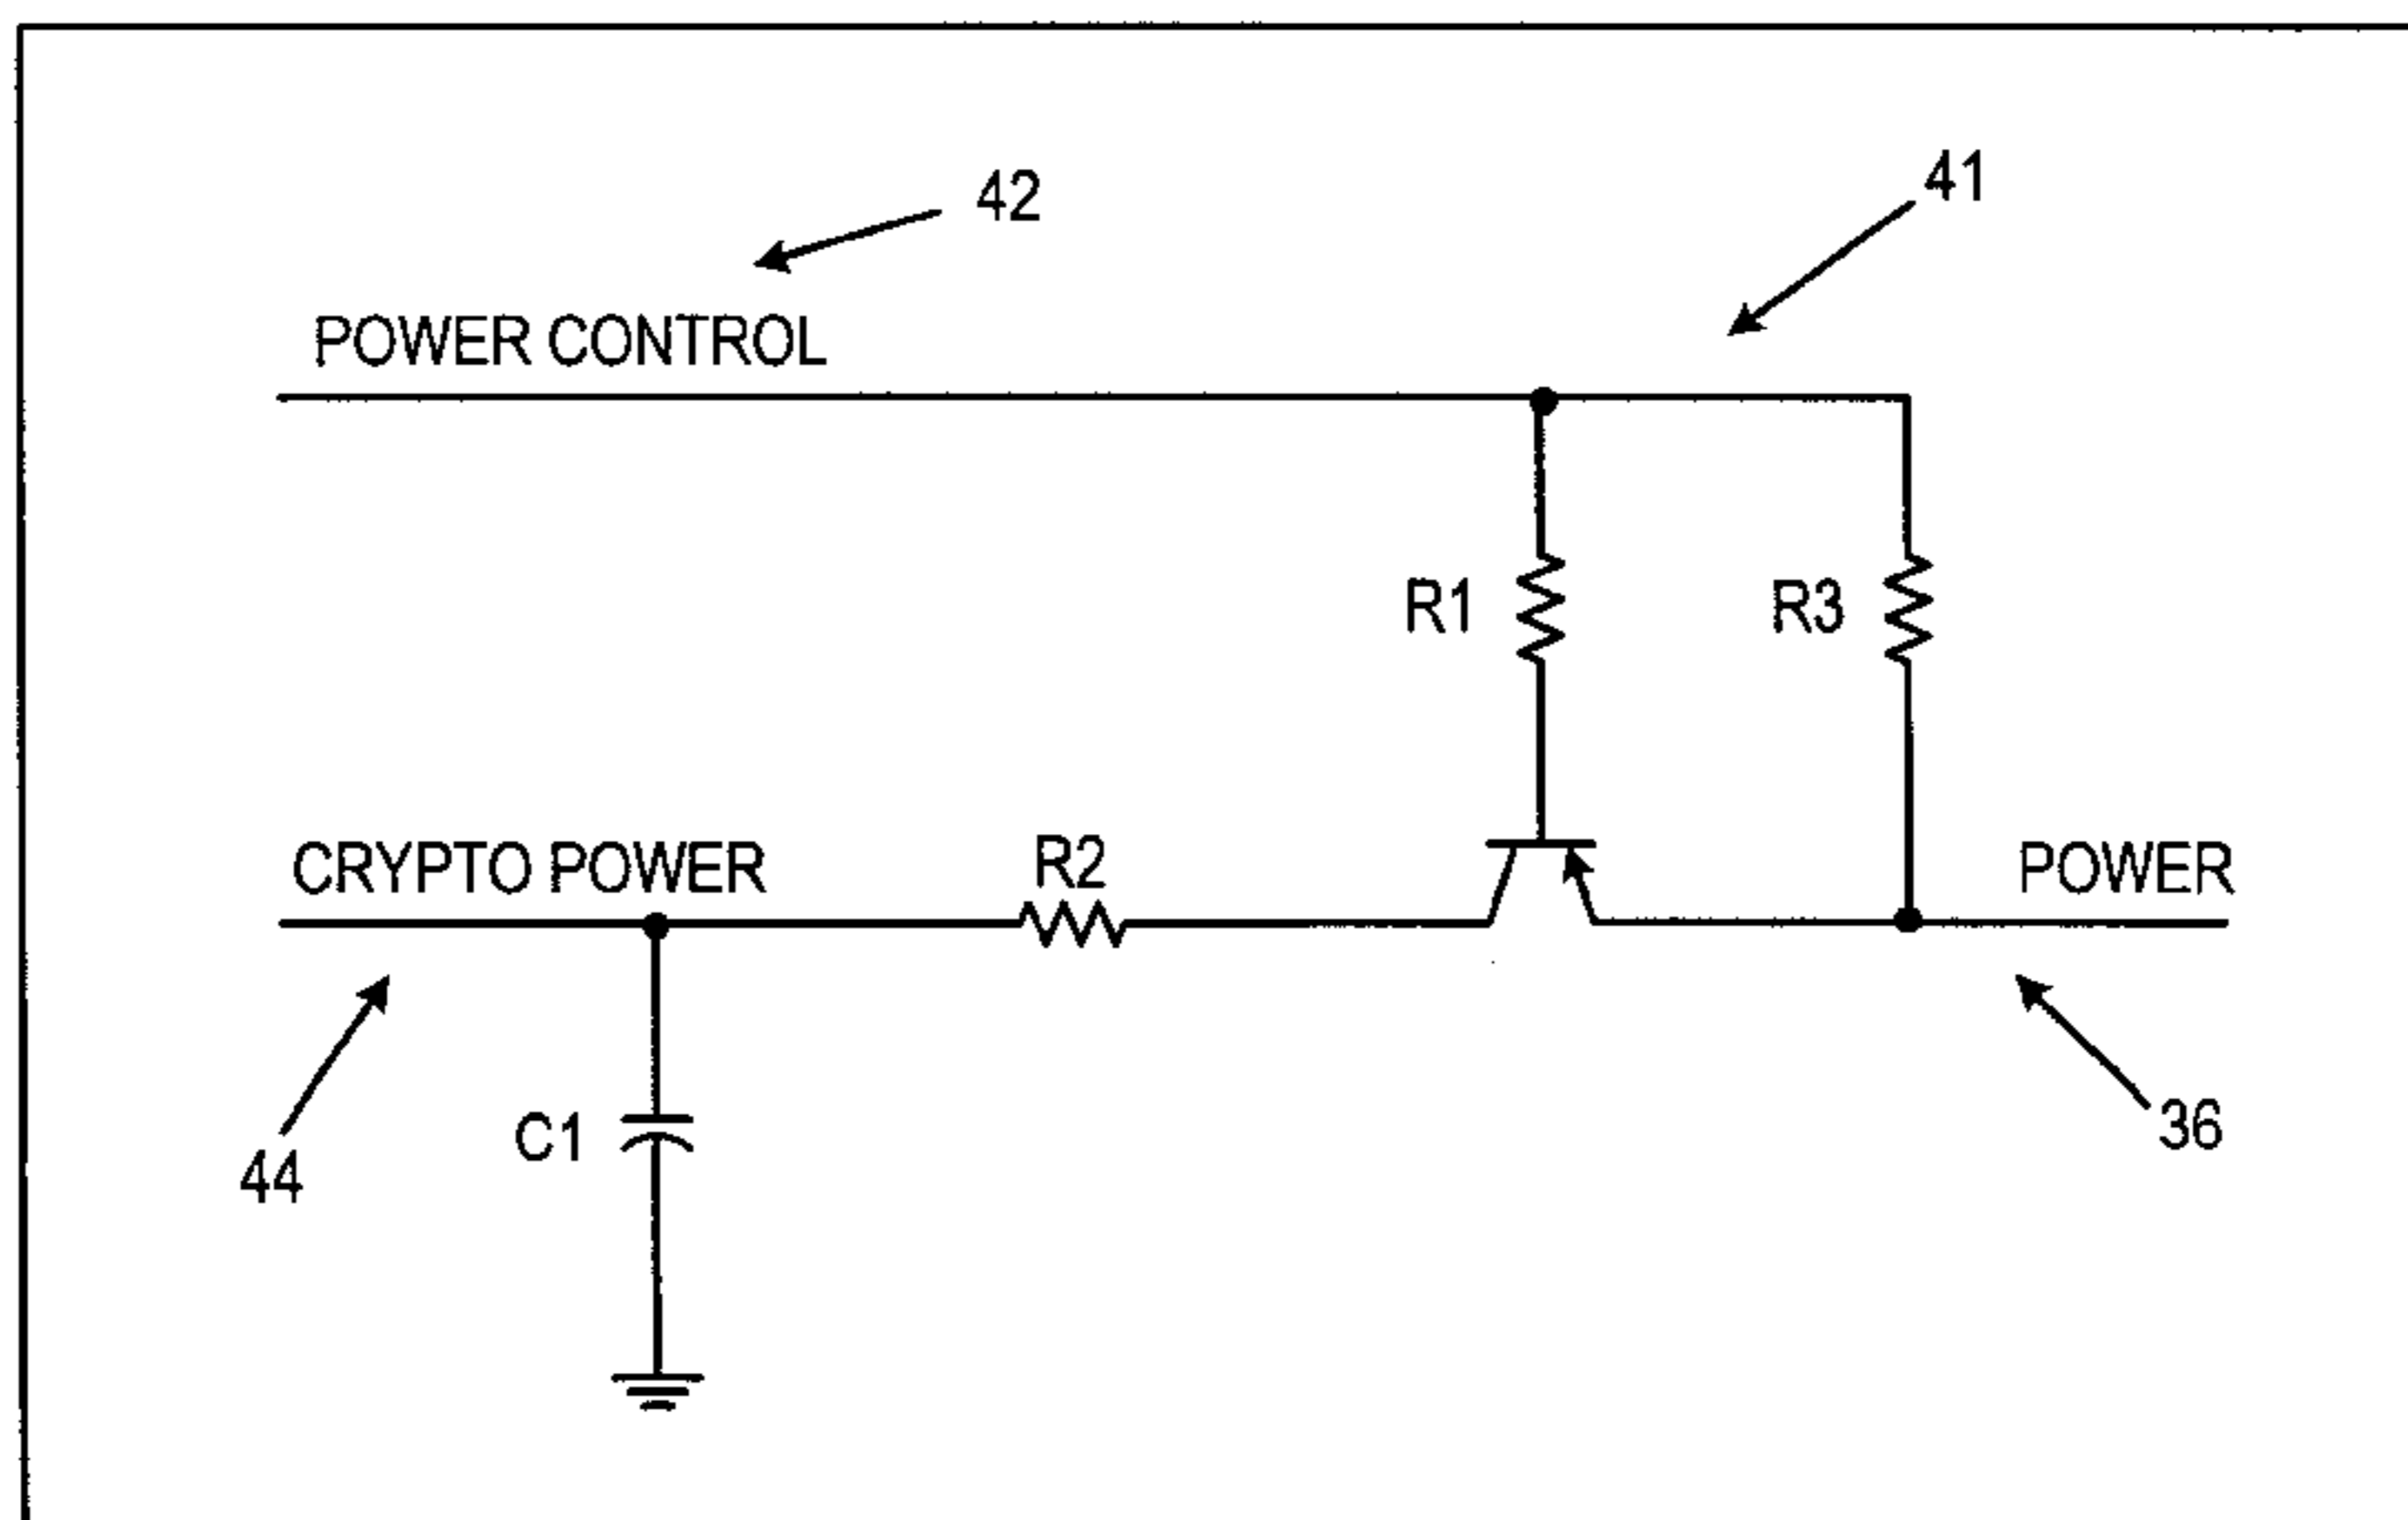 42
41
POWER CONTROL
R1
R3
CRYPTO POWER
R2
POWER
C1
44
36